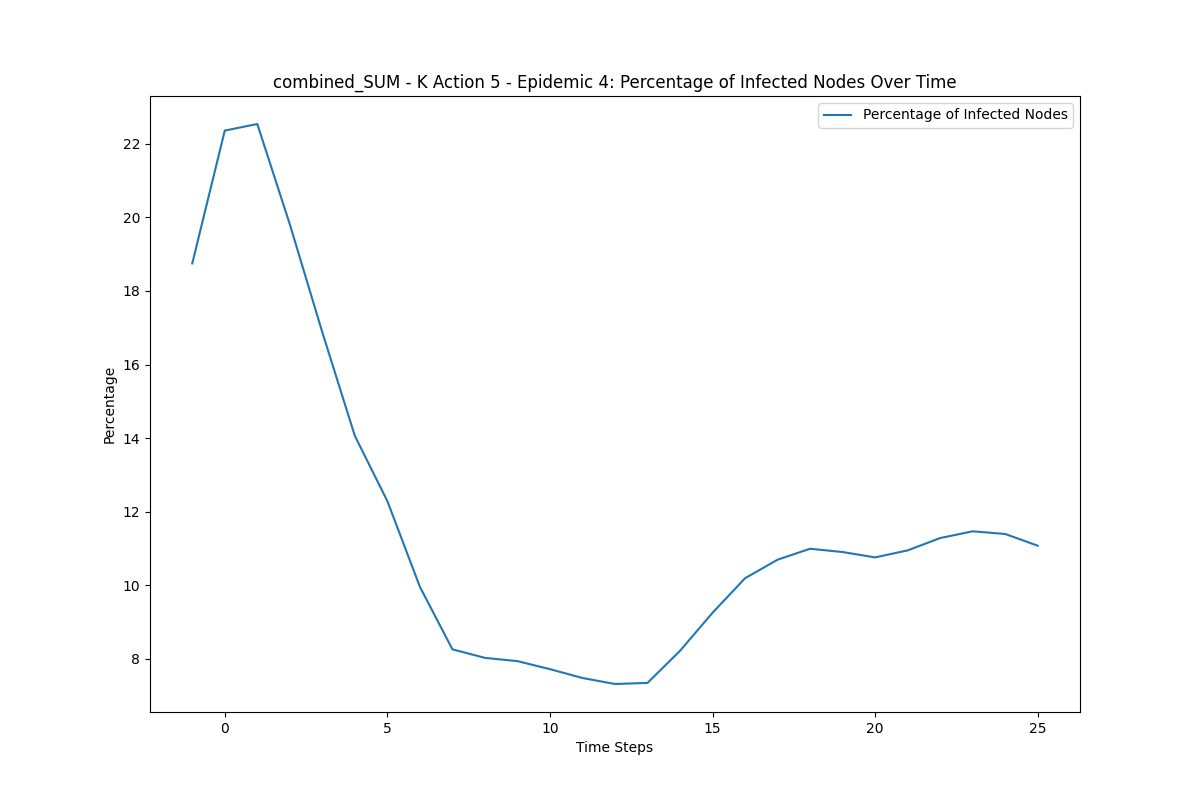 combined_SUM - K Action 5 - Epidemic 4: Percentage of Infected Nodes Over Time
Percentage of Infected Nodes
22
20
18
16
14
12
10
8
Percentage
0 5 10 15 20 25
Time Steps